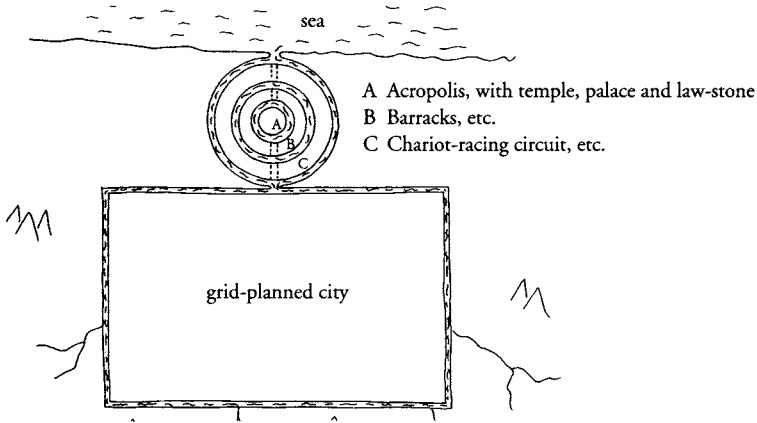 sea
A Acropolis, with temple, palace and law-stone
B Barracks, etc.
C Chariot-racing circuit, etc.
A
B
C
grid-planned city